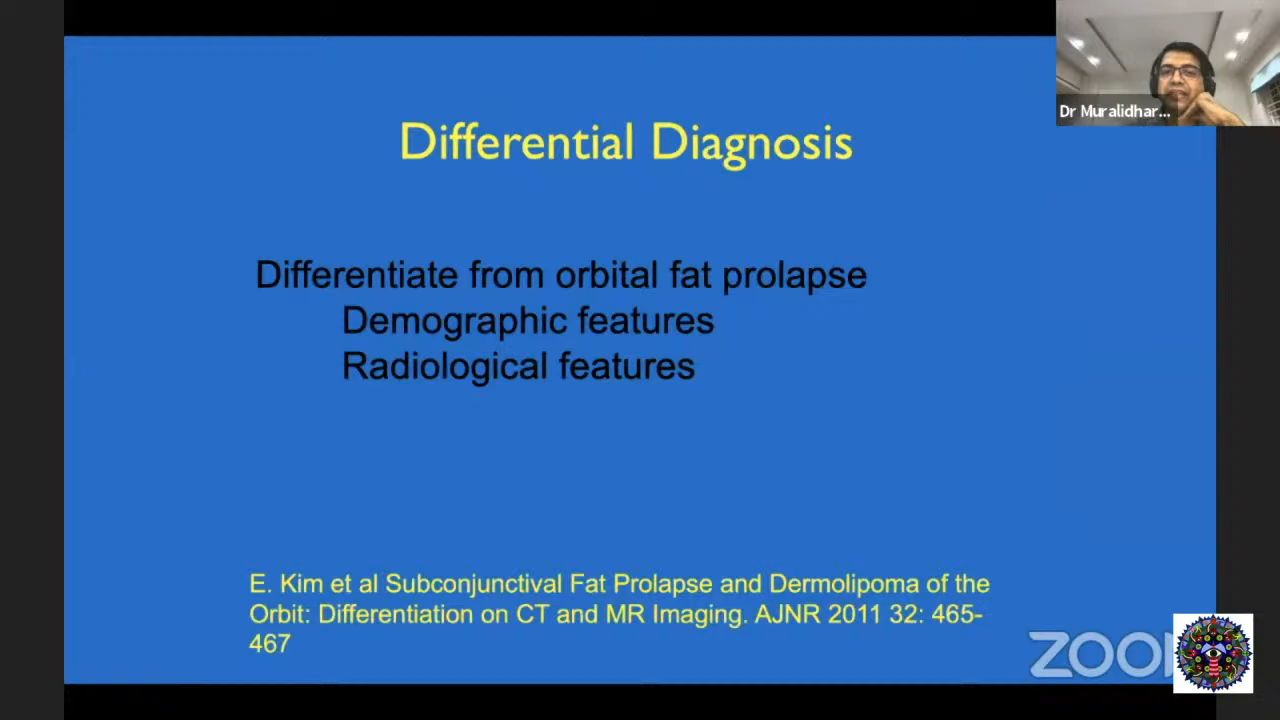 Dr Muralidhar...
Differential Diagnosis
Differentiate from orbital fat prolapse
Demographic features
Radiological features
E. Kim et al Subconjunctival Fat Prolapse and Dermolipoma of the
Orbit: Differentiation on CT and MR Imaging. AJNR 2011 32: 465-
467
ZOOM